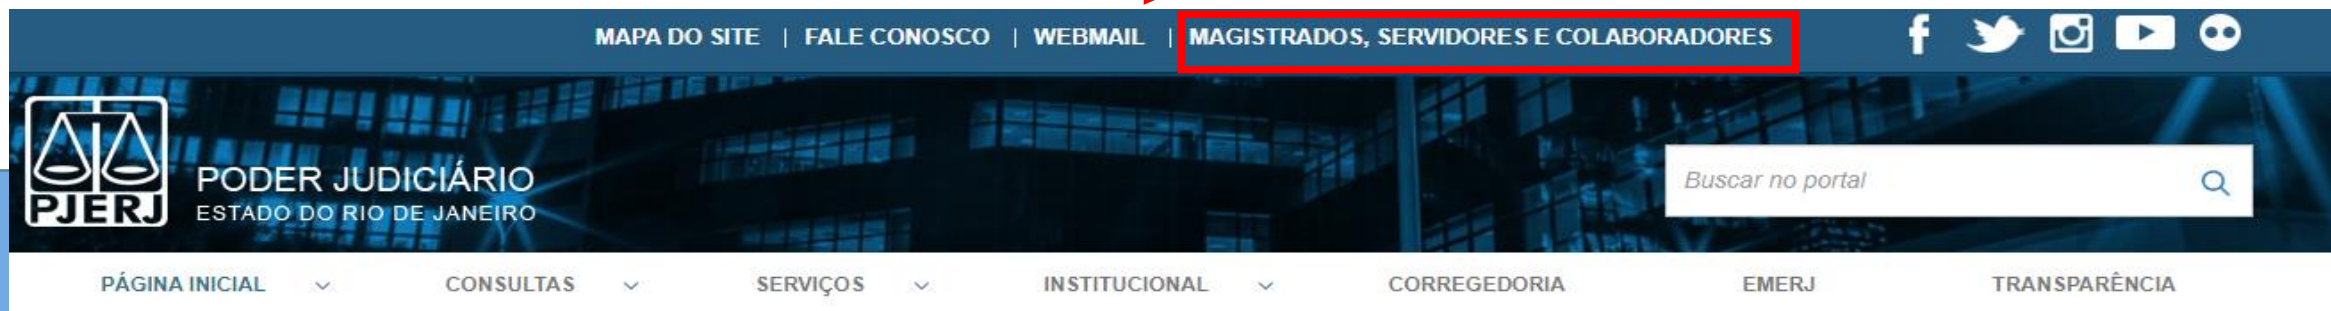 MAPA DO SITE | FALE CONOSCO | WEBMAIL | MAGISTRADOS, SERVIDORES E COLABORADORES
PJERJ
PODER JUDICIÁRIO
ESTADO DO RIO DE JANEIRO
Buscar no portal
PÁGINA INICIAL CONSULTAS SERVIÇOS INSTITUCIONAL CORREGEDORIA EMERJ TRANSPARÊNCIA